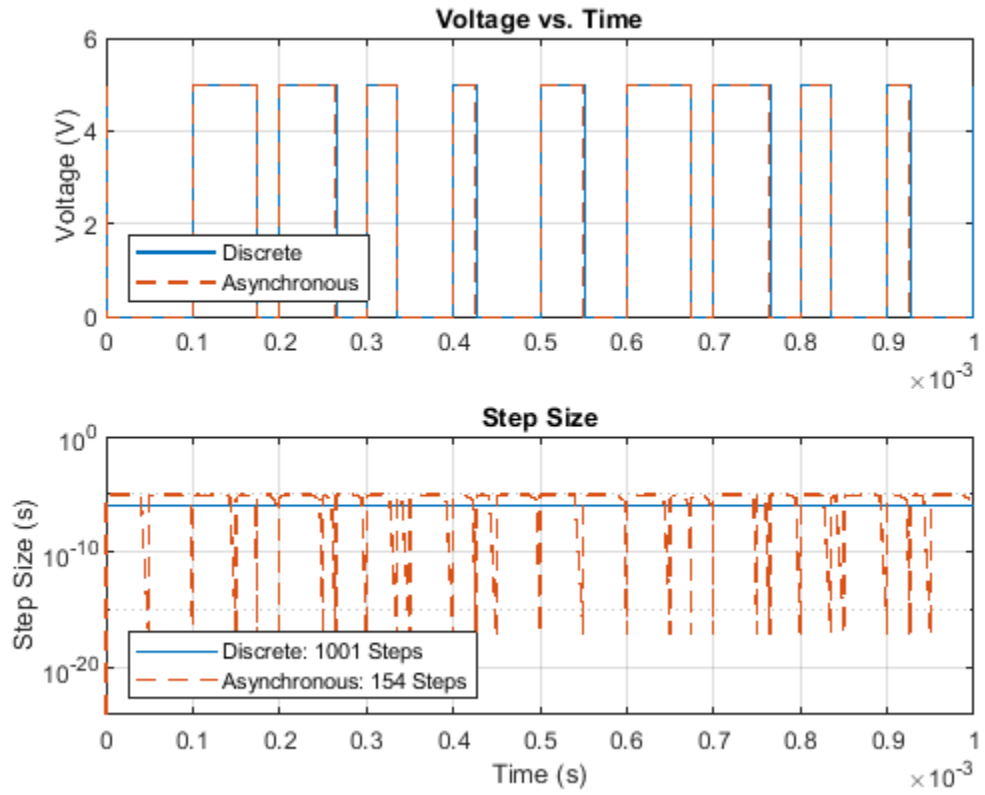 Voltage vs. Time
6
4
2
0
Voltage (V)
Discrete
Asynchronous
0 0.1 0.2 0.3 0.4 0.5 0.6 0.7 0.8 0.9 1
×10-3
Step Size
100
10-10
10-20
Step Size (s)
Discrete: 1001 Steps
Asynchronous: 154 Steps
0 0.1 0.2 0.3 0.4 0.5 0.6 0.7 0.8 0.9 1
Time (s)
×10-3